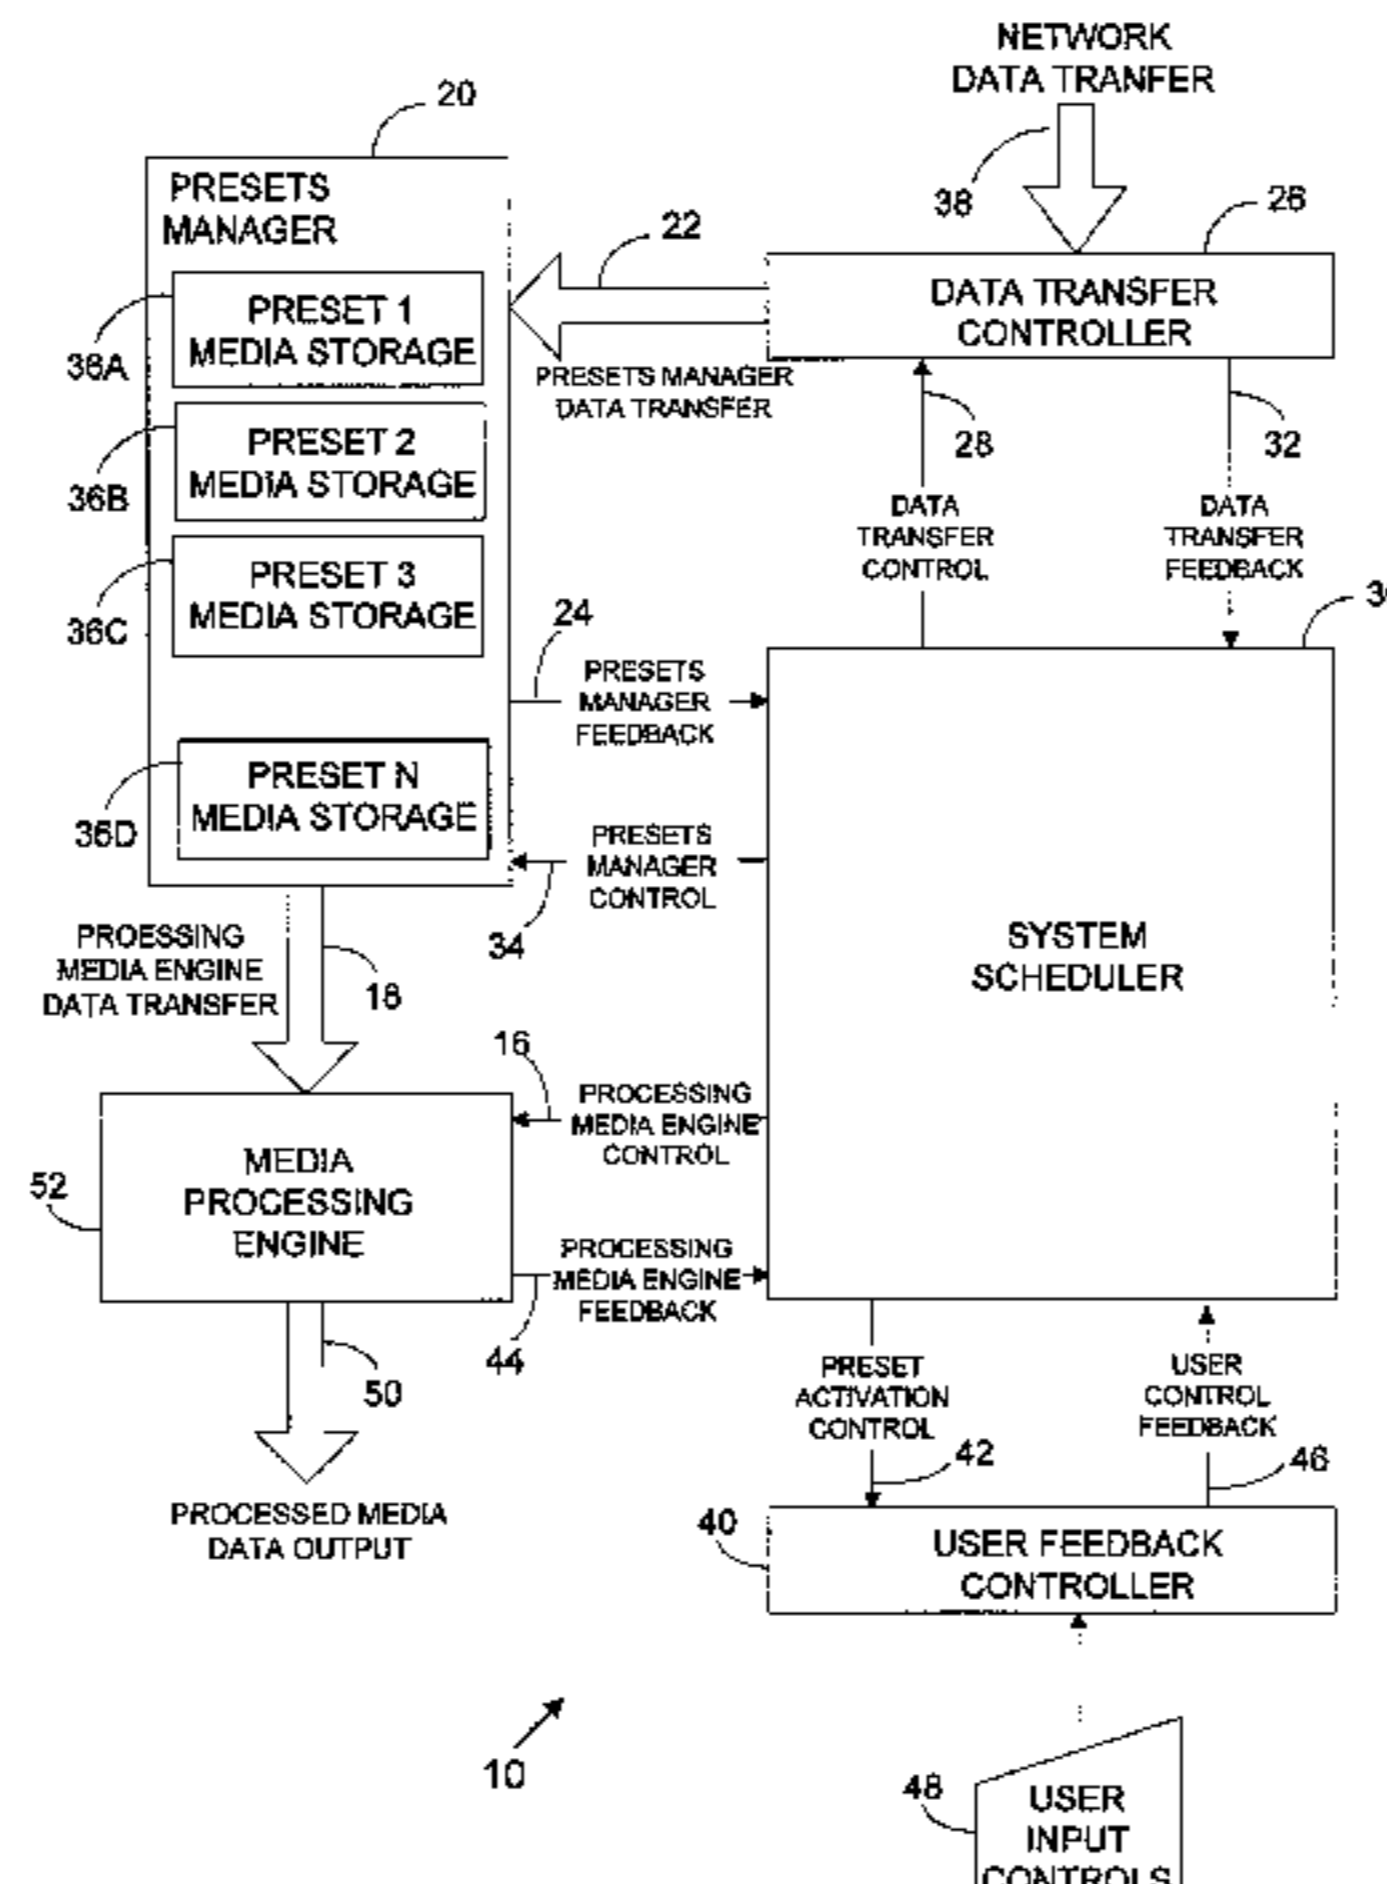 NETWORK
DATA TRANFER
20
38
26
PRESETS
MANAGER
22
DATA TRANSFER
CONTROLLER
PRESET 1
MEDIA STORAGE
36A
PRESETS MANAGER
DATA TRANSFER
PRESET 2
MEDIA STORAGE
36B
28
32
DATA
TRANSFER
CONTROL
DATA
TRANSFER
FEEDBACK
PRESET 3
MEDIA STORAGE
36C
24
PRESETS
MANAGER
FEEDBACK
PRESET N
MEDIA STORAGE
36D
PRESETS
MANAGER
CONTROL
34
SYSTEM
SCHEDULER
PROESSING
MEDIA ENGINE
DATA TRANSFER
18
16
PROCESSING
MEDIA ENGINE
CONTROL
52
MEDIA
PROCESSING
ENGINE
PROCESSING
MEDIA ENGINE
FEEDBACK
44
50
PRESET
ACTIVATION
CONTROL
USER
CONTROL
FEEDBACK
42
46
PROCESSED MEDIA
DATA OUTPUT
40
USER FEEDBACK
CONTROLLER
10
48
USER
INPUT
CONTROLS